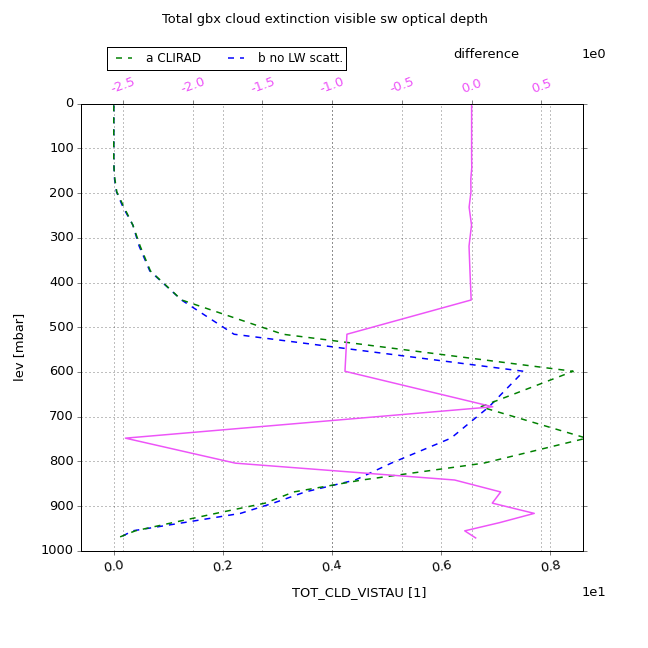 Total gbx cloud extinction visible sw optical depth
a CLIRAD b no LW scatt.
difference 1e0
-2.5 -2.0 -1.5 -1.0 -0.5 0.0 0.5
0
100
200
300
400
500
600
700
800
900
1000
lev [mbar]
0.0 0.2 0.4 0.6 0.8
TOT_CLD_VISTAU [1] 1e1